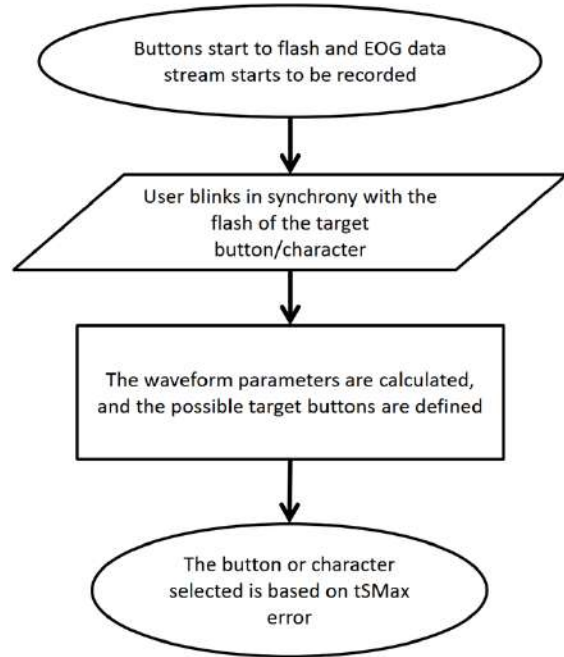 Buttons start to flash and EOG data
stream starts to be recorded
User blinks in synchrony with the
flash of the target
button/character
The waveform parameters are calculated,
and the possible target buttons are defined
The button or character
selected is based on tSMax
error